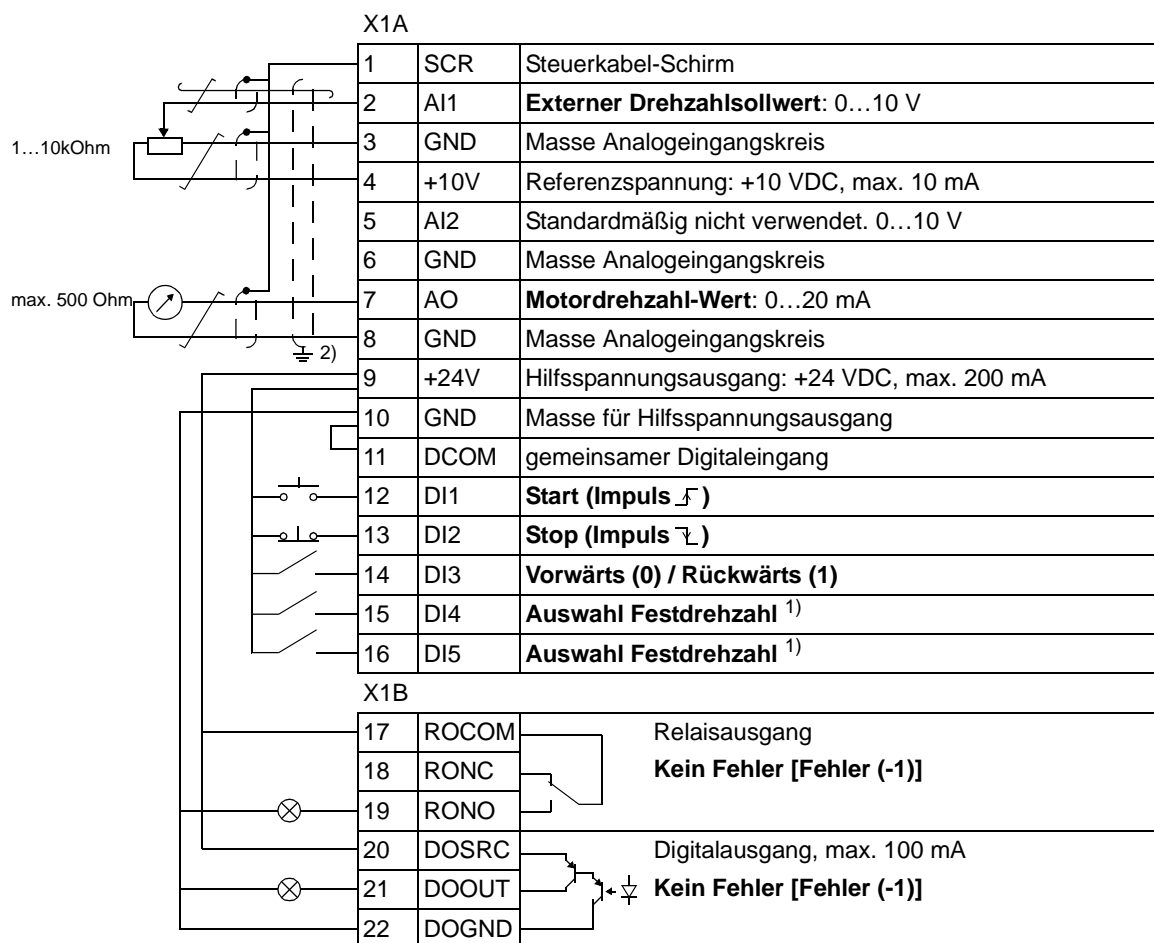 X1A
1 SCR Steuerkabel-Schirm
2 AI1 Externer Drehzahlsollwert: 0…10 V
1…10kOhm
3 GND Masse Analogeingangskreis
4 +10V Referenzspannung: +10 VDC, max. 10 mA
5 AI2 Standardmäßig nicht verwendet. 0…10 V
6 GND Masse Analogeingangskreis
max. 500 Ohm
7 AO Motordrehzahl-Wert: 0…20 mA
8 GND Masse Analogeingangskreis
2)
9 +24V Hilfsspannungsausgang: +24 VDC, max. 200 mA
10 GND Masse für Hilfsspannungsausgang
11 DCOM gemeinsamer Digitaleingang
12 DI1 Start (Impuls )
13 DI2 Stop (Impuls )
14 DI3 Vorwärts (0) / Rückwärts (1)
15 DI4 Auswahl Festdrehzahl 1)
16 DI5 Auswahl Festdrehzahl 1)
X1B
17 ROCOM Relaisausgang
18 RONC Kein Fehler [Fehler (-1)]
19 RONO
20 DOSRC Digitalausgang, max. 100 mA
21 DOOUT Kein Fehler [Fehler (-1)]
22 DOGND